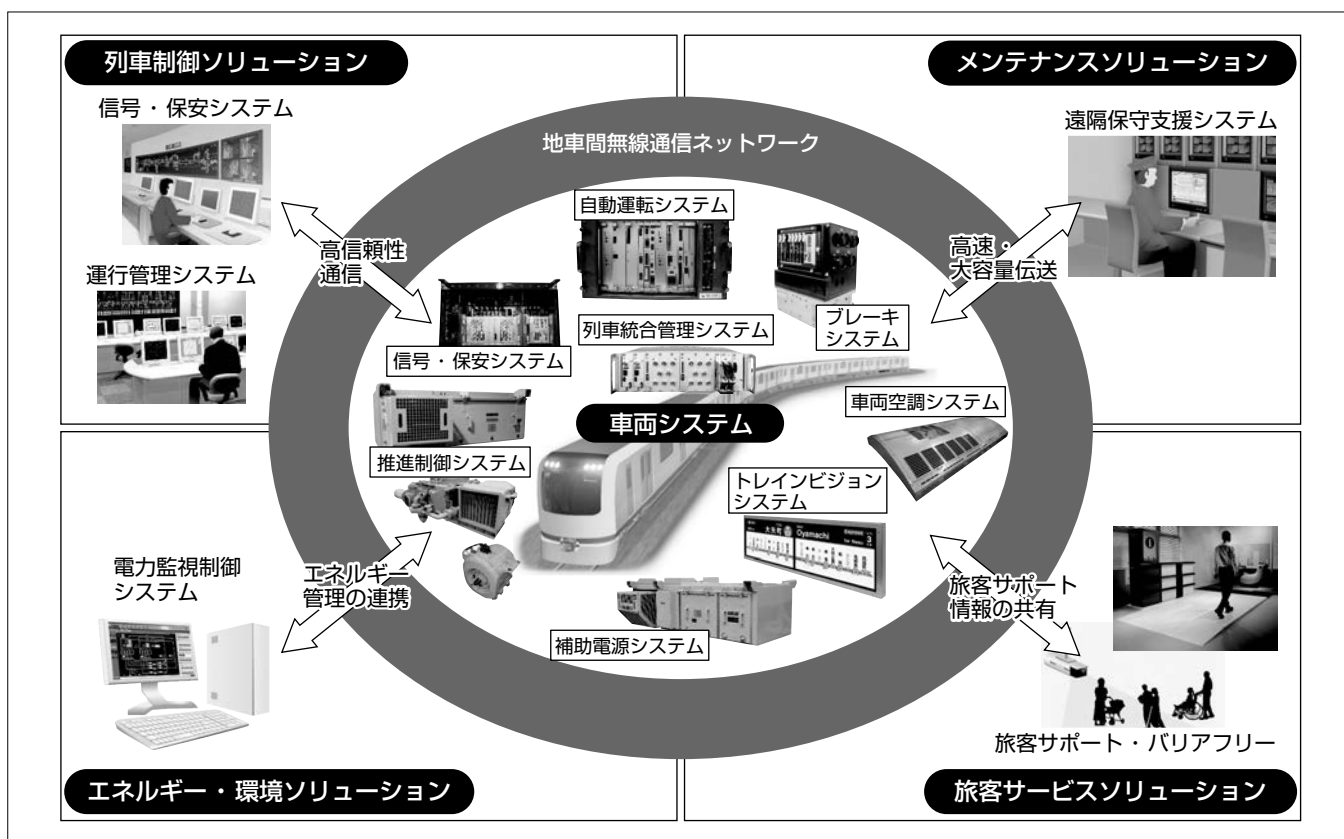 列車制御ソリューション
メンテナンスソリューション
信号・保安システム
遠隔保守支援システム
地車間無線通信ネットワーク
自動運転システム
高信頼性
通信
高速・
大容量伝送
運行管理システム
信号・保安システム
列車統合管理システム
ブレーキ
システム
車両システム
車両空調システム
推進制御システム
トレインビジョン
システム
大矢町
Oyamachi
3
電力監視制御
システム
エネルギー
管理の連携
旅客サポート
情報の共有
補助電源システム
旅客サポート・バリアフリー
エネルギー・環境ソリューション
旅客サービスソリューション